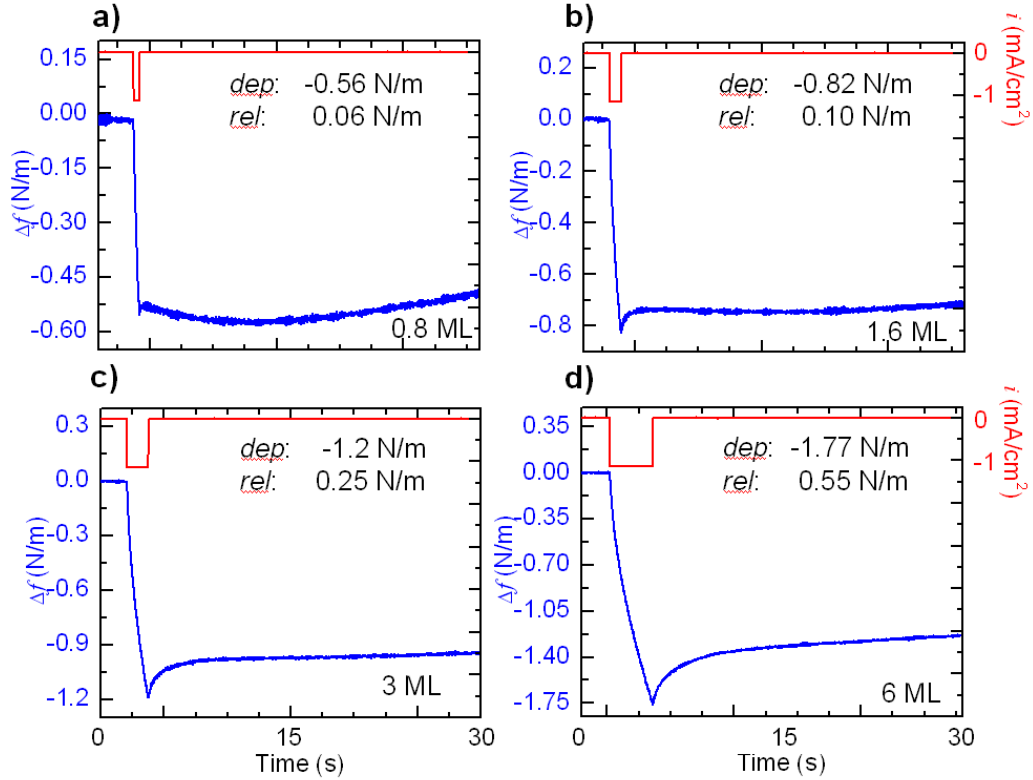 a)
0.15
0.00
-0.15
-0.30
-0.45
-0.60
Δf (N/m)
dep: -0.56 N/m
rel: 0.06 N/m
0.8 ML
b)
0.2
0.0
-0.2
-0.4
-0.6
-0.8
Δf (N/m)
dep: -0.82 N/m
rel: 0.10 N/m
1.6 ML
0
-1
i (mA/cm²)
c)
0.3
0.0
-0.3
-0.6
-0.9
-1.2
Δf (N/m)
dep: -1.2 N/m
rel: 0.25 N/m
3 ML
0 15 30
Time (s)
d)
0.35
0.00
-0.35
-0.70
-1.05
-1.40
-1.75
Δf (N/m)
dep: -1.77 N/m
rel: 0.55 N/m
6 ML
0
-1
i (mA/cm²)
0 15 30
Time (s)